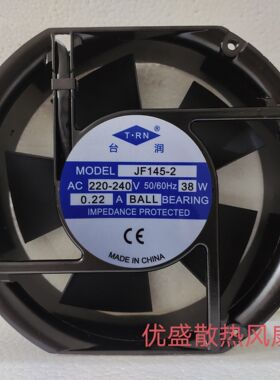 T·RN
台 润
MODEL JF145-2
AC 220-240 V 50/60Hz 38 W
0.22 A BALL BEARING
IMPEDANCE PROTECTED
MADE IN CHINA
优盛散热风扇